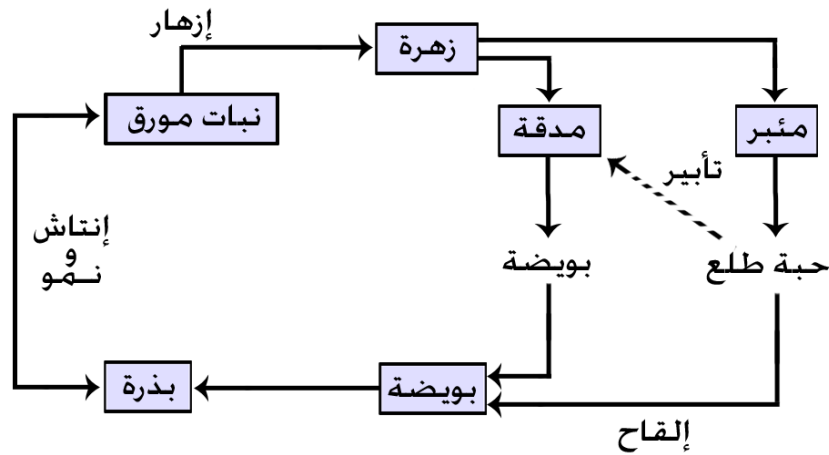 إزهار
زهرة
نبات مورق
مدقة
مئبر
تأبير
إنتاش
و
نمو
بويضة
حبة طلع
بذرة
بويضة
إلقاح